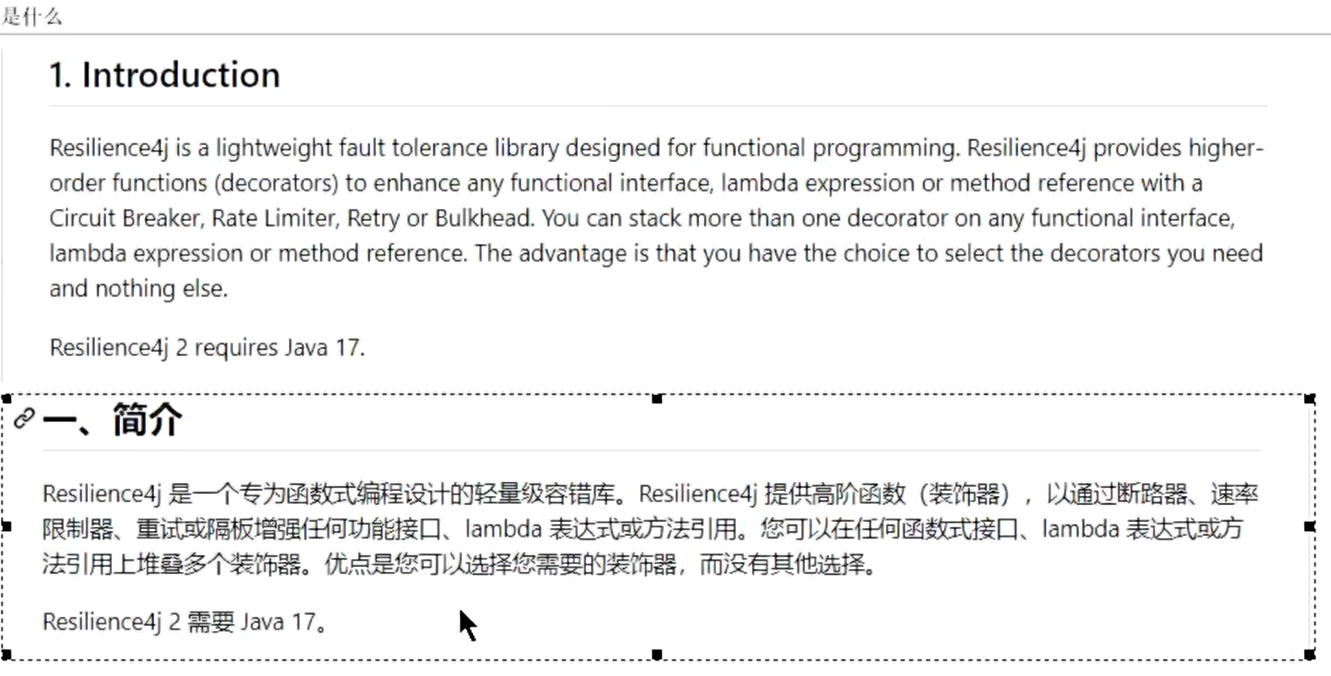 是什么
1. Introduction
Resilience4j is a lightweight fault tolerance library designed for functional programming. Resilience4j provides higher-
order functions (decorators) to enhance any functional interface, lambda expression or method reference with a
Circuit Breaker, Rate Limiter, Retry or Bulkhead. You can stack more than one decorator on any functional interface,
lambda expression or method reference. The advantage is that you have the choice to select the decorators you need
and nothing else.
Resilience4j 2 requires Java 17.
一、简介
Resilience4j 是一个专为函数式编程设计的轻量级容错库。Resilience4j 提供高阶函数（装饰器），以通过断路器、速率
限制器、重试或隔板增强任何功能接口、lambda 表达式或方法引用。您可以在任何函数式接口、lambda 表达式或方
法引用上堆叠多个装饰器。优点是您可以选择您需要的装饰器，而没有其他选择。
Resilience4j 2 需要 Java 17。